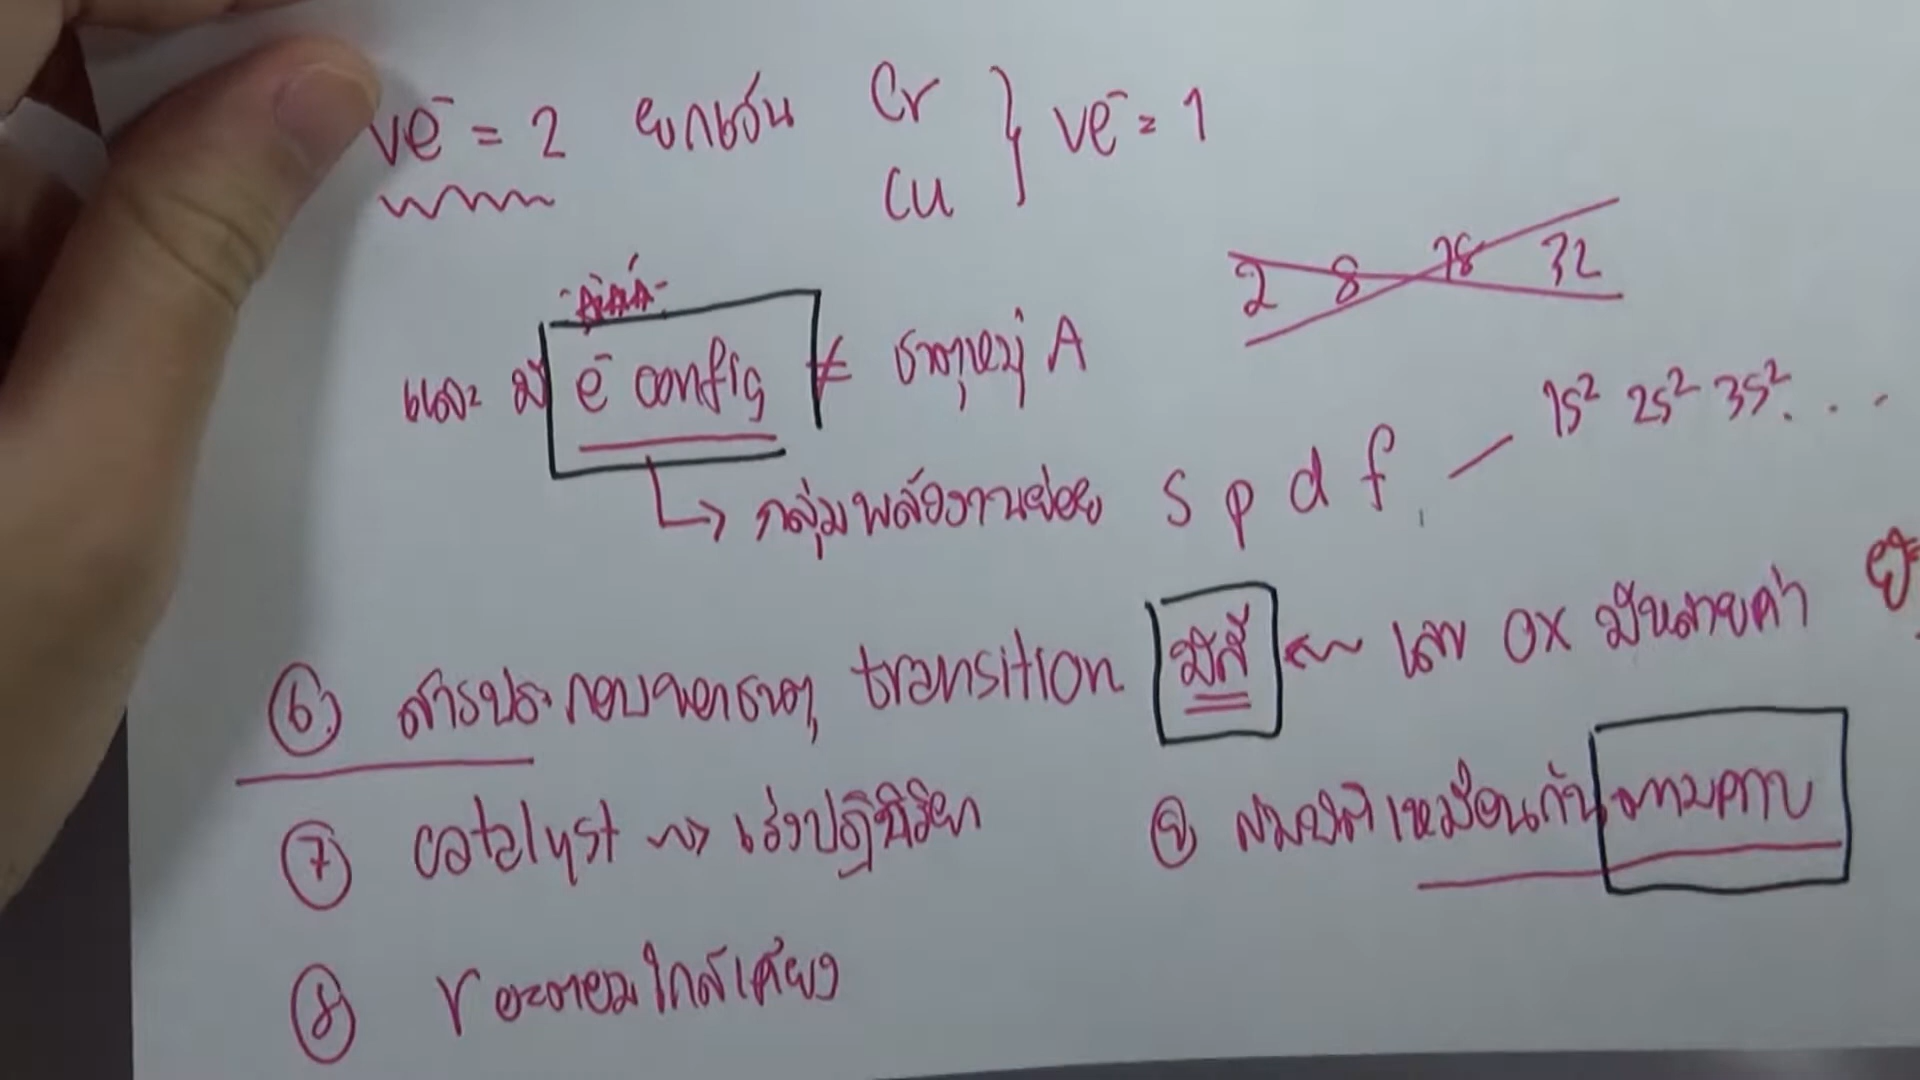 ve⁻ = 2 ยกเว้น Cr Cu } ve⁻ = 1
2 8 18 32
และ มี e⁻ config ≠ ธาตุหมู่ A
→ กลุ่มพลังงานย่อย s p d f — 1s² 2s² 3s² . . .
⑥ สารประกอบของธาตุ transition มีสี ← เลข OX มีหลายค่า
⑦ catalyst → เร่งปฏิกิริยา
⑨ สมบัติเหมือนกันตามคาบ
⑧ r อะตอมใกล้เคียง